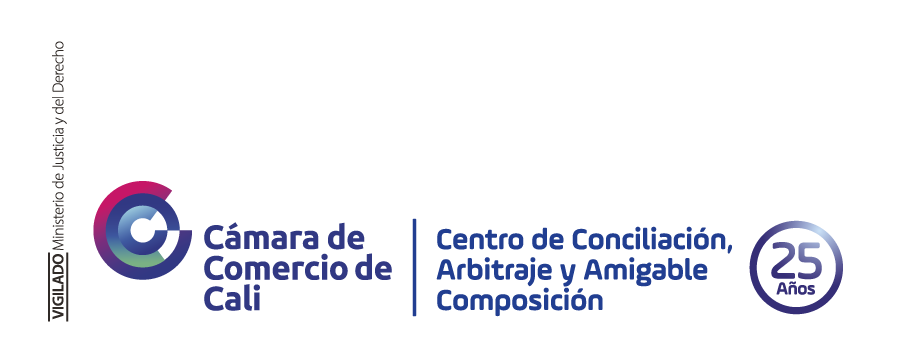 VIGILADO Ministerio de Justicia y del Derecho
Cámara de
Comercio de
Cali
Centro de Conciliación,
Arbitraje y Amigable
Composición
25
Años